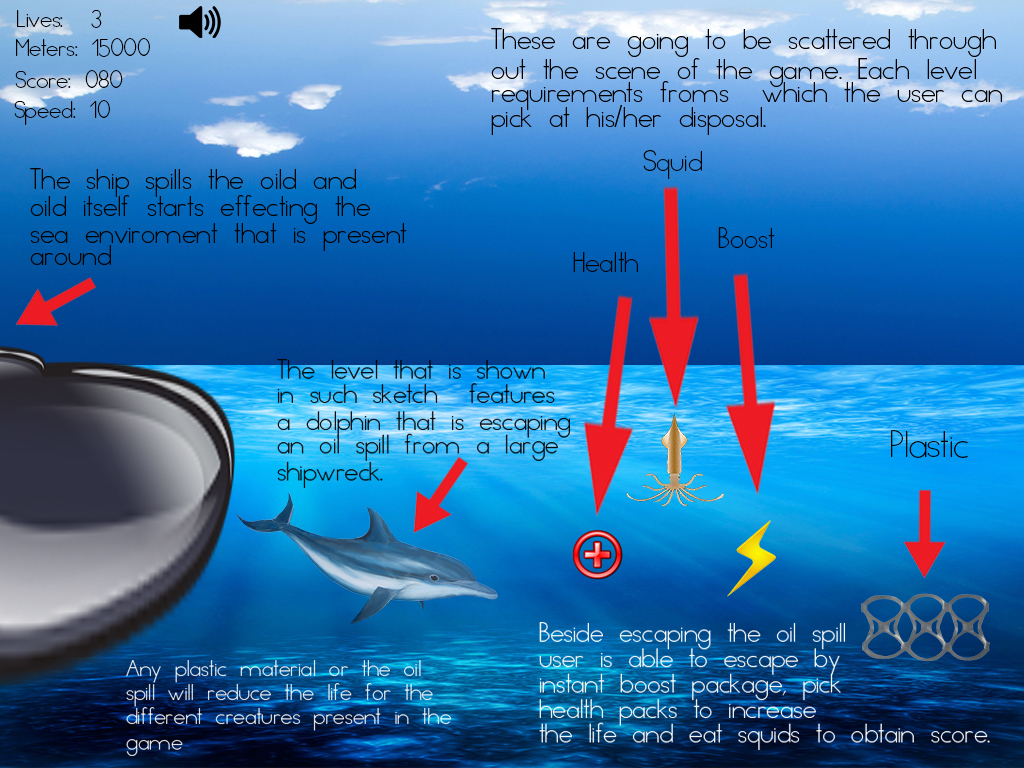 Lives: 3
Meters: 15000
Score: 080
Speed: 10
These are going to be scattered through
out the scene of the game. Each level
requirements froms which the user can
pick at his/her disposal.
The ship spills the oild and
oild itself starts effecting the
sea enviroment that is present
around
Squid
Boost
Health
The level that is shown
in such sketch features
a dolphin that is escaping
an oil spill from a large
shipwreck.
Plastic
Any plastic material or the oil
spill will reduce the life for the
different creatures present in the
game
Beside escaping the oil spill
user is able to escape by
instant boost package, pick
health packs to increase
the life and eat squids to obtain score.